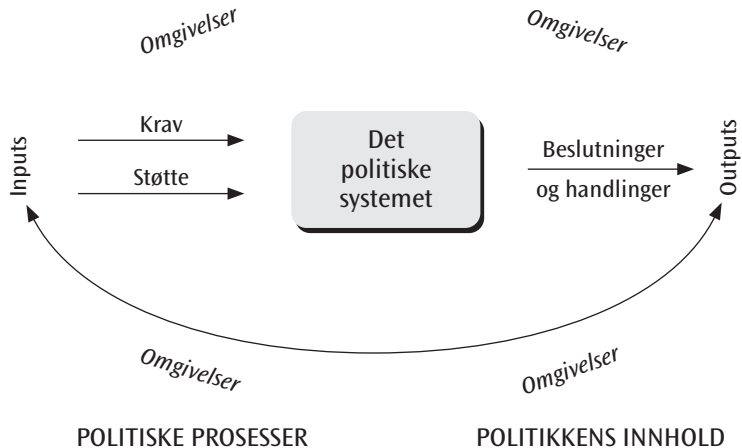 Omgivelser
Omgivelser
Inputs
Krav
Støtte
Det
politiske
systemet
Beslutninger
og handlinger
Outputs
Omgivelser
Omgivelser
POLITISKE PROSESSER
POLITIKKENS INNHOLD